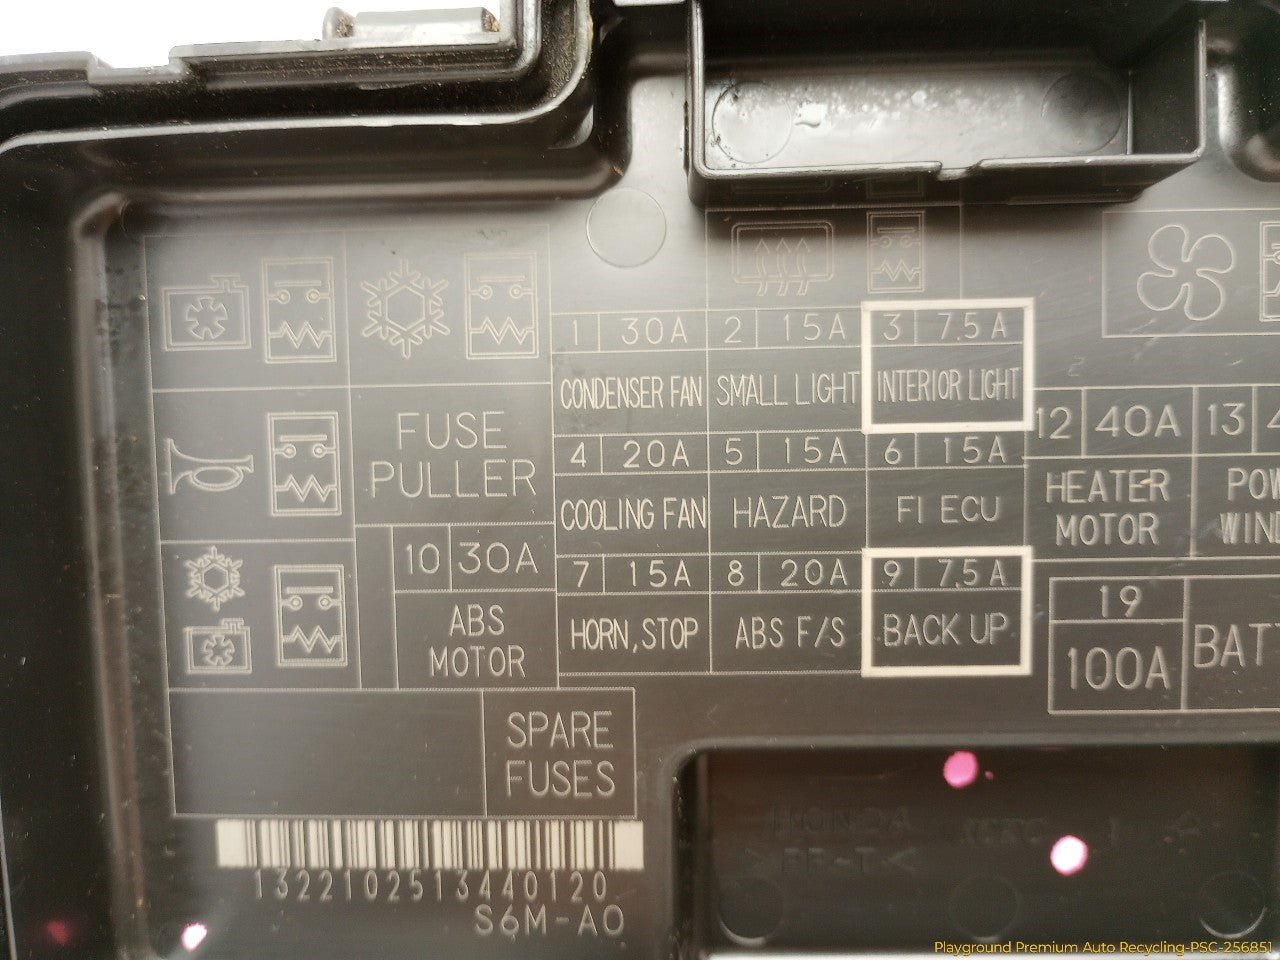 1 30A 2 15A 3 7.5A
CONDENSER FAN SMALL LIGHT INTERIOR LIGHT
12 40A 13
4 20A 5 15A 6 15A
FUSE
PULLER
HEATER
MOTOR
COOLING FAN HAZARD FI ECU
10 30A
7 15A 8 20A 9 7.5A
19
ABS
MOTOR
HORN,STOP ABS F/S BACK UP
100A BATT
SPARE
FUSES
HONDA
>PP-T<
1322102513440120
S6M-A0
Playground Premium Auto Recycling-PSC-256851